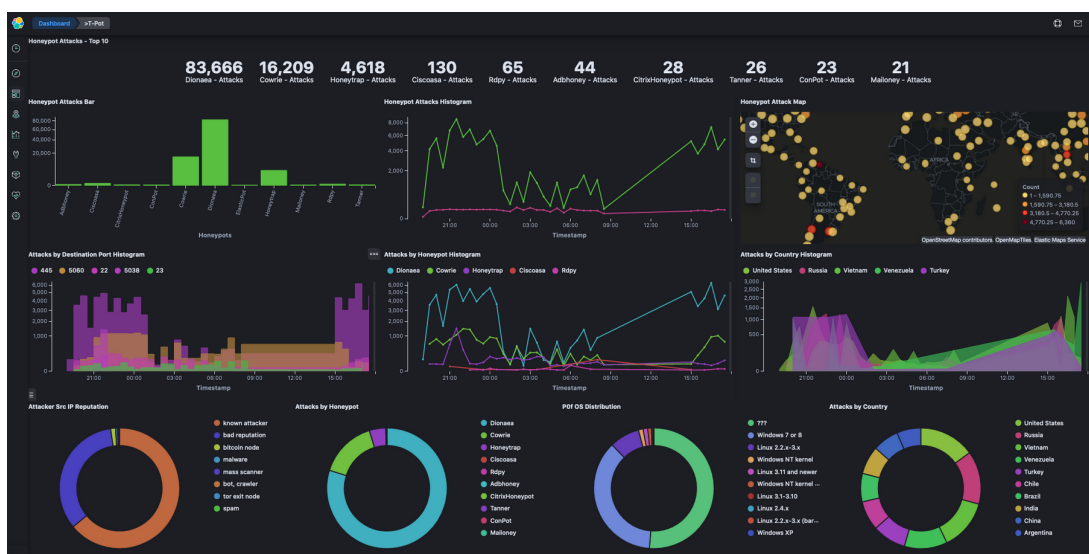 Dashboard >T-Pot
Honeypot Attacks - Top 10
83,666 16,209 4,618 130 65 44 28 26 23 21
Dionaea - Attacks Cowrie - Attacks Honeytrap - Attacks Ciscoasa - Attacks Rdpy - Attacks Adbhoney - Attacks CitrixHoneypot - Attacks Tanner - Attacks ConPot - Attacks Mailoney - Attacks
Honeypot Attacks Bar
80,000
60,000
40,000
20,000
0
Adbhoney Ciscoasa CitrixHoneypot ConPot Cowrie Dionaea ElasticPot Honeytrap Mailoney Rdpy Tanner
Honeypots
Honeypot Attacks Histogram
8,000
6,000
4,000
2,000
0
21:00 00:00 03:00 06:00 09:00 12:00 15:00
Timestamp
Honeypot Attack Map
AFRICA
SOUTH
AMERICA
Count
1 – 1,590.75
1,590.75 – 3,180.5
3,180.5 – 4,770.25
4,770.25 – 6,360
OpenStreetMap contributors, OpenMapTiles, Elastic Maps Service
Attacks by Destination Port Histogram
445 5060 22 5038 23
6,000
5,000
4,000
3,000
2,000
1,000
0
21:00 00:00 03:00 06:00 09:00 12:00 15:00
Timestamp
Attacks by Honeypot Histogram
Dionaea Cowrie Honeytrap Ciscoasa Rdpy
6,000
5,000
4,000
3,000
2,000
1,000
0
21:00 00:00 03:00 06:00 09:00 12:00 15:00
Timestamp
Attacks by Country Histogram
United States Russia Vietnam Venezuela Turkey
3,000
2,500
2,000
1,500
1,000
500
0
21:00 00:00 03:00 06:00 09:00 12:00 15:00
Timestamp
Attacker Src IP Reputation
known attacker
bad reputation
bitcoin node
malware
mass scanner
bot, crawler
tor exit node
spam
Attacks by Honeypot
Dionaea
Cowrie
Honeytrap
Ciscoasa
Rdpy
Adbhoney
CitrixHoneypot
Tanner
ConPot
Mailoney
P0f OS Distribution
???
Windows 7 or 8
Linux 2.2.x-3.x
Windows NT kernel
Linux 3.11 and newer
Windows NT kernel ...
Linux 3.1-3.10
Linux 2.4.x
Linux 2.2.x-3.x (bar...
Windows XP
Attacks by Country
United States
Russia
Vietnam
Venezuela
Turkey
Chile
Brazil
India
China
Argentina